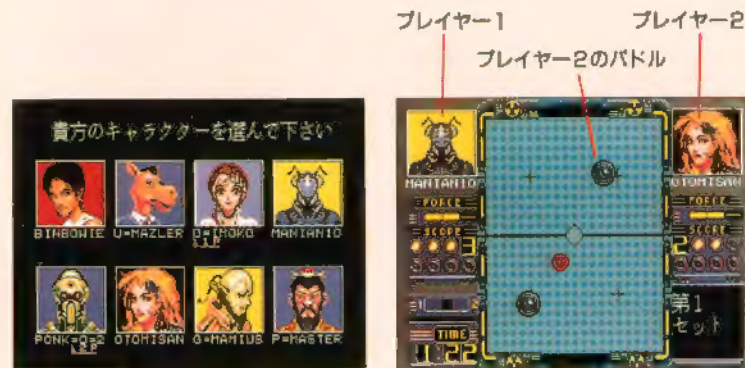 プレイヤー1
プレイヤー2
プレイヤー2のパドル
貴方のキャラクターを選んで下さい
BINBOWIE
U=MAZLER
O=IMOKO
MANIANIO
1.S.P
PONK=Q=2
OTOMISAN
G=MAMIUS
P=MASTER
MANIANIO
OTOMISAN
FORCE
FORCE
SCORE
3
SCORE
2
第1
セット
TIME
1:22